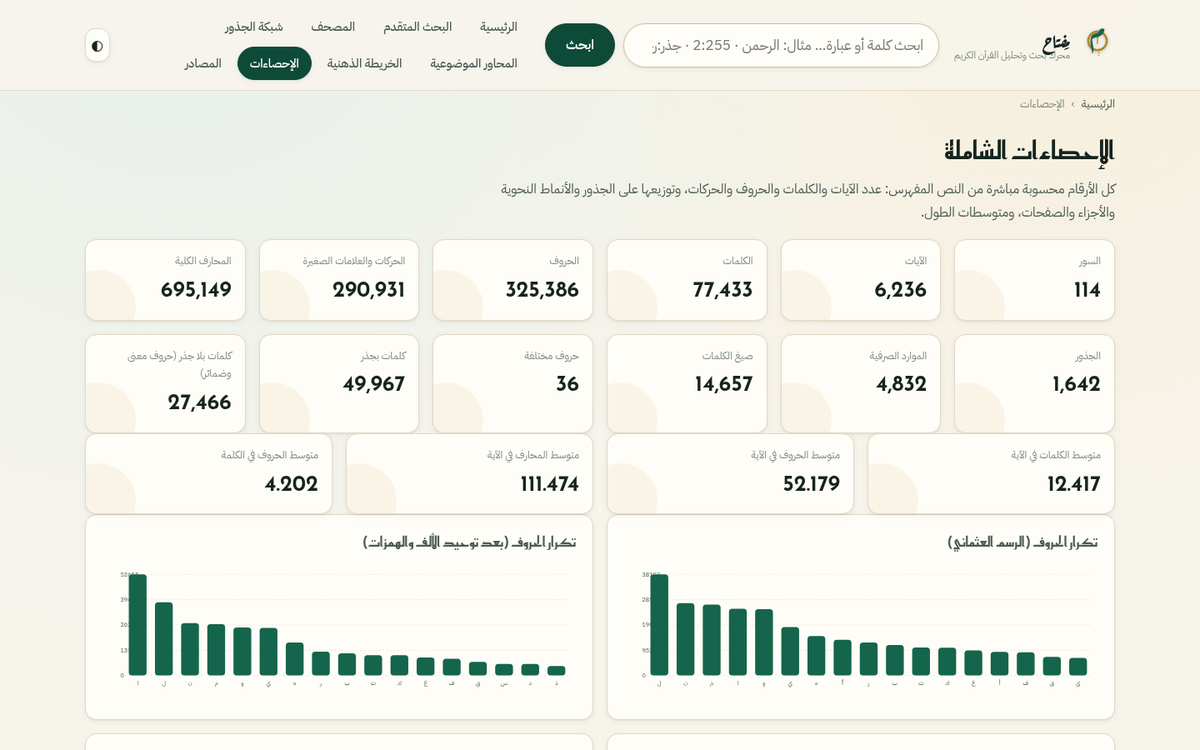 مِفتاح
محرك بحث وتحليل القرآن الكريم
ابحث كلمة أو عبارة... مثال: الرحمن · 2:255 · جذر:ر
ابحث
الرئيسية
البحث المتقدم
المصحف
شبكة الجذور
المحاور الموضوعية
الخريطة الذهنية
الإحصاءات
المصادر
الرئيسية › الإحصاءات
الإحصاءات الشاملة
كل الأرقام محسوبة مباشرة من النص المفهرس: عدد الآيات والكلمات والحروف والحركات، وتوزيعها على الجذور والأنماط النحوية
والأجزاء والصفحات، ومتوسطات الطول.
السور
114
الآيات
6,236
الكلمات
77,433
الحروف
325,386
الحركات والعلامات الصغيرة
290,931
المحارف الكلية
695,149
الجذور
1,642
الموارد الصرفية
4,832
صيغ الكلمات
14,657
حروف مختلفة
36
كلمات بجذر
49,967
كلمات بلا جذر (حروف معنى
وضمائر)
27,466
متوسط الكلمات في الآية
12.417
متوسط الحروف في الآية
52.179
متوسط المحارف في الآية
111.474
متوسط الحروف في الكلمة
4.202
تكرار الحروف (الرسم العثماني)
0
ل ن م ا و ي ه أ ر ب ت ك ع إ ف ق ى
تكرار الحروف (بعد توحيد الألف والهمزات)
0
ا ل ن م و ي ه ر ب ت ك ع ف ق س د ذ